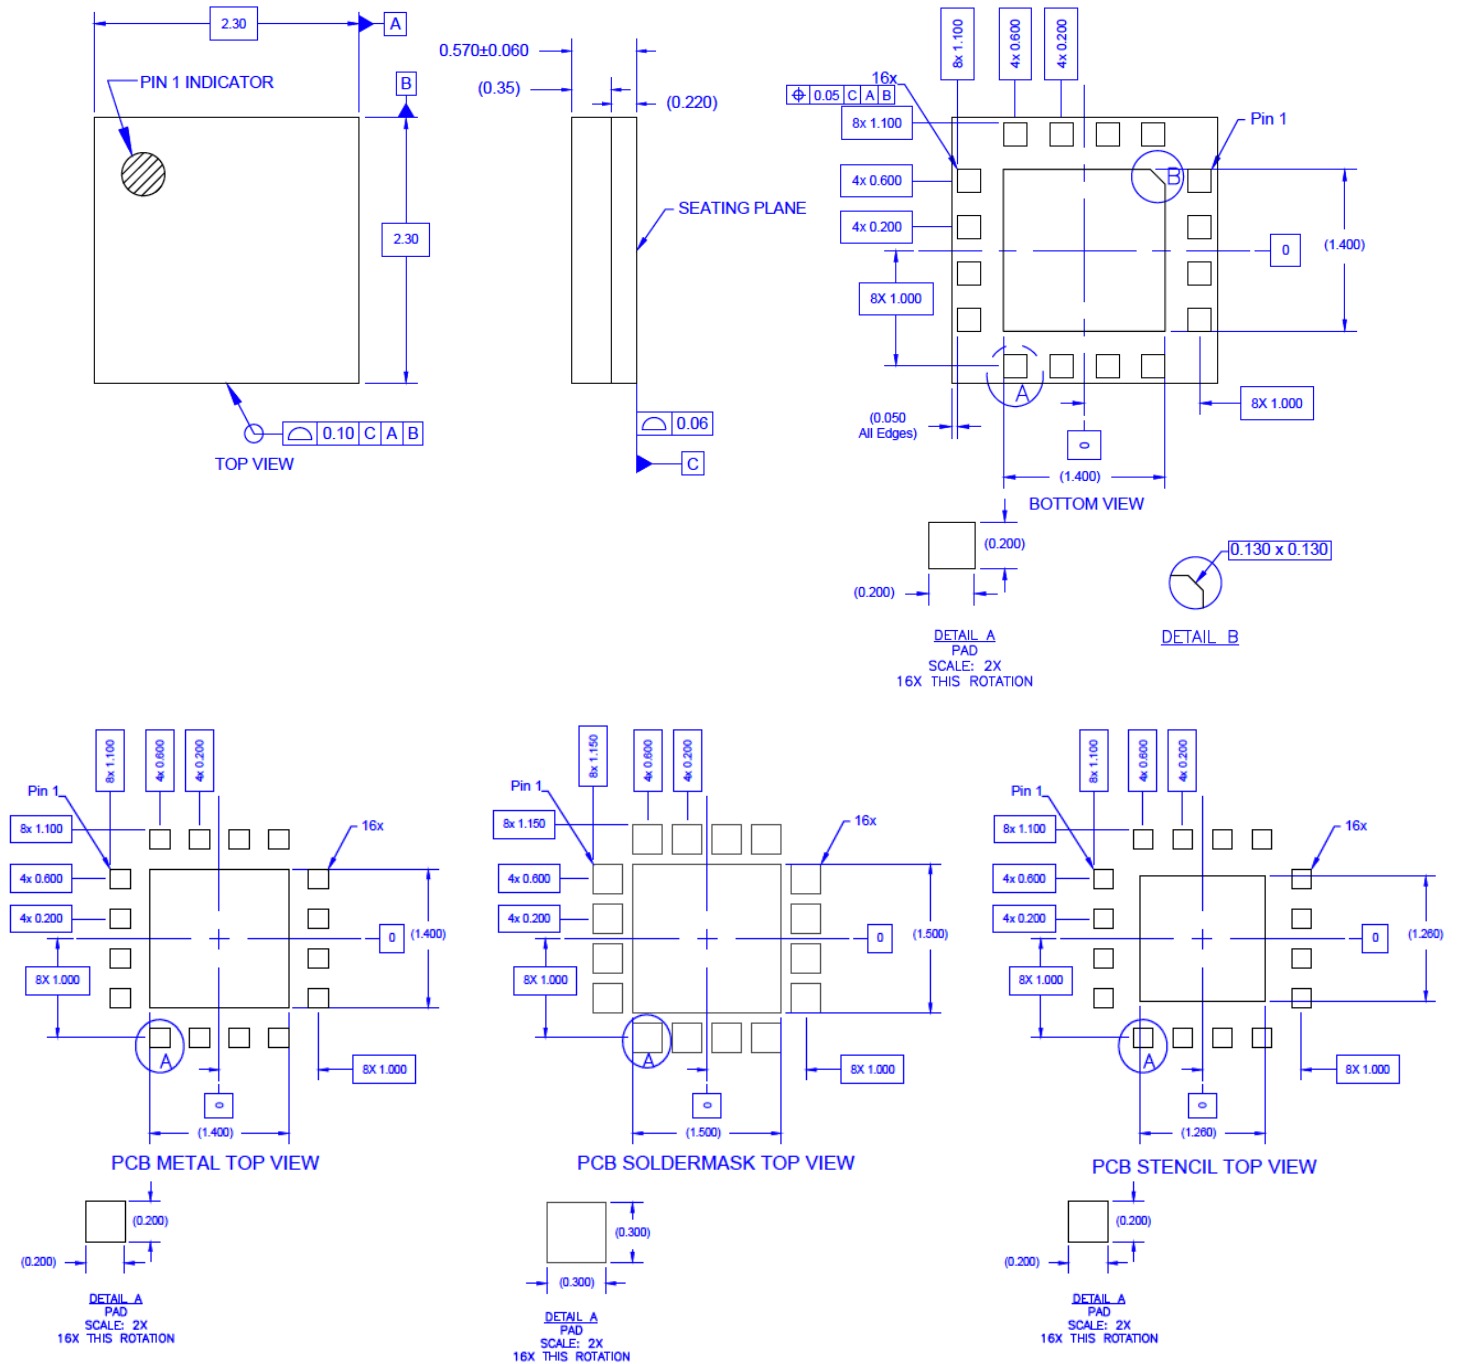 2.30
A
PIN 1 INDICATOR
B
2.30
0.10 C A B
TOP VIEW
0.570±0.060
(0.35)
(0.220)
SEATING PLANE
0.06
C
8x 1.100
4x 0.600
4x 0.200
16x
0.05 C A B
8x 1.100
Pin 1
4x 0.600
B
4x 0.200
0
(1.400)
8X 1.000
A
8X 1.000
(0.050
All Edges)
0
(1.400)
BOTTOM VIEW
(0.200)
(0.200)
DETAIL A
PAD
SCALE: 2X
16X THIS ROTATION
0.130 x 0.130
DETAIL B
8x 1.100
4x 0.600
4x 0.200
Pin 1
8x 1.100
16x
4x 0.600
4x 0.200
0
(1.400)
8X 1.000
A
8X 1.000
0
(1.400)
PCB METAL TOP VIEW
(0.200)
(0.200)
DETAIL A
PAD
SCALE: 2X
16X THIS ROTATION
8x 1.150
4x 0.600
4x 0.200
Pin 1
8x 1.150
16x
4x 0.600
4x 0.200
0
(1.500)
8X 1.000
A
8X 1.000
0
(1.500)
PCB SOLDERMASK TOP VIEW
(0.300)
(0.300)
DETAIL A
PAD
SCALE: 2X
16X THIS ROTATION
8x 1.100
4x 0.600
4x 0.200
Pin 1
8x 1.100
16x
4x 0.600
4x 0.200
0
(1.260)
8X 1.000
A
8X 1.000
0
(1.260)
PCB STENCIL TOP VIEW
(0.200)
(0.200)
DETAIL A
PAD
SCALE: 2X
16X THIS ROTATION